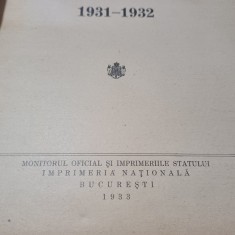 1931-1932
MONITORUL OFICIAL ȘI IMPRIMERIILE STATULUI
IMPRIMERIA NAȚIONALĂ
BUCUREȘTI
1933